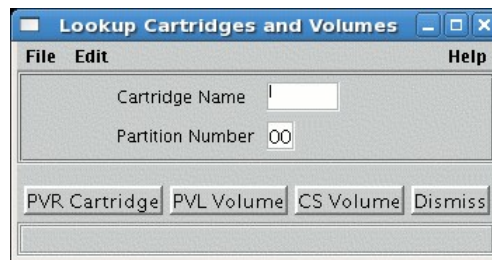 Lookup Cartridges and Volumes
File Edit Help
Cartridge Name
Partition Number 00
PVR Cartridge PVL Volume CS Volume Dismiss